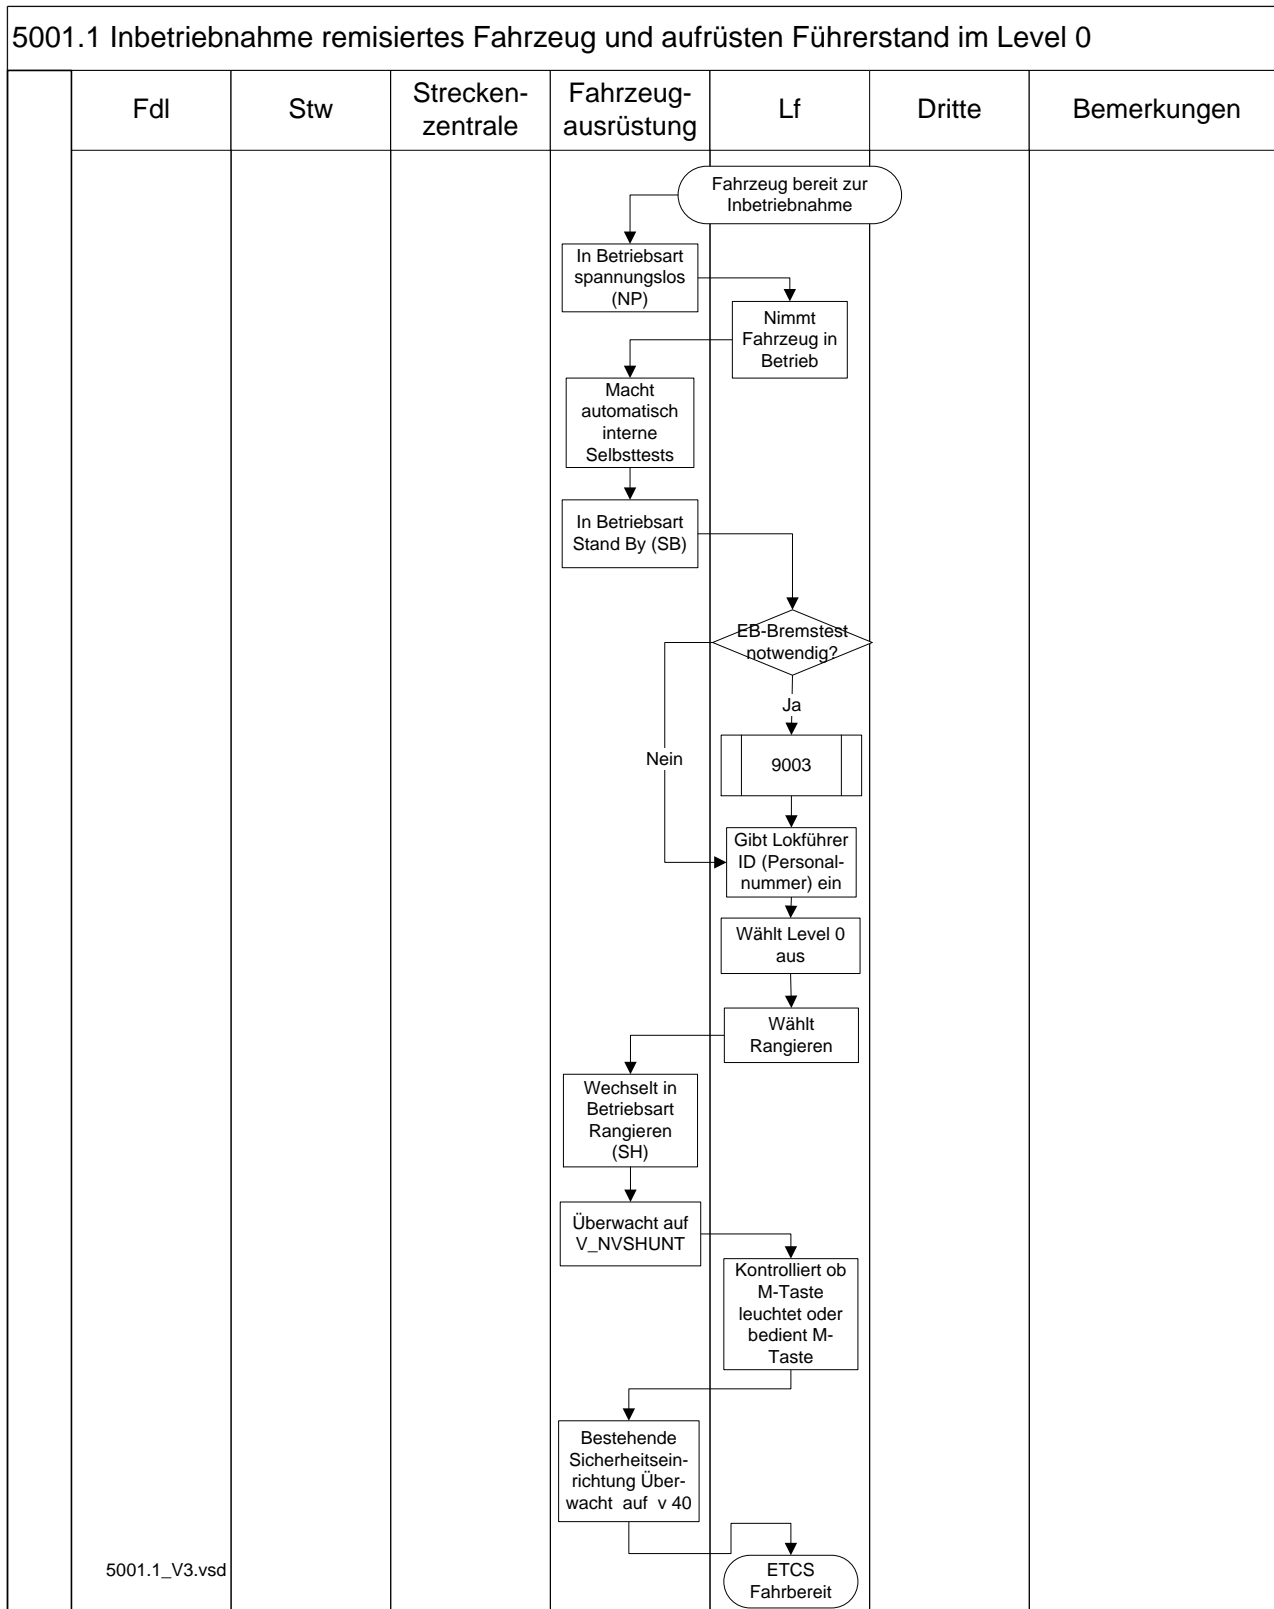 5001.1 Inbetriebnahme remisiertes Fahrzeug und aufrüsten Führerstand im Level 0
Fdl
Stw
Strecken-
zentrale
Fahrzeug-
ausrüstung
Lf
Dritte
Bemerkungen
Fahrzeug bereit zur
Inbetriebnahme
In Betriebsart
spannungslos
(NP)
Nimmt
Fahrzeug in
Betrieb
Macht
automatisch
interne
Selbsttests
In Betriebsart
Stand By (SB)
EB-Bremstest
notwendig?
Ja
Nein
9003
Gibt Lokführer
ID (Personal-
nummer) ein
Wählt Level 0
aus
Wählt
Rangieren
Wechselt in
Betriebsart
Rangieren
(SH)
Überwacht auf
V_NVSHUNT
Kontrolliert ob
M-Taste
leuchtet oder
bedient M-
Taste
Bestehende
Sicherheitsein-
richtung Über-
wacht auf v 40
ETCS
Fahrbereit
5001.1_V3.vsd